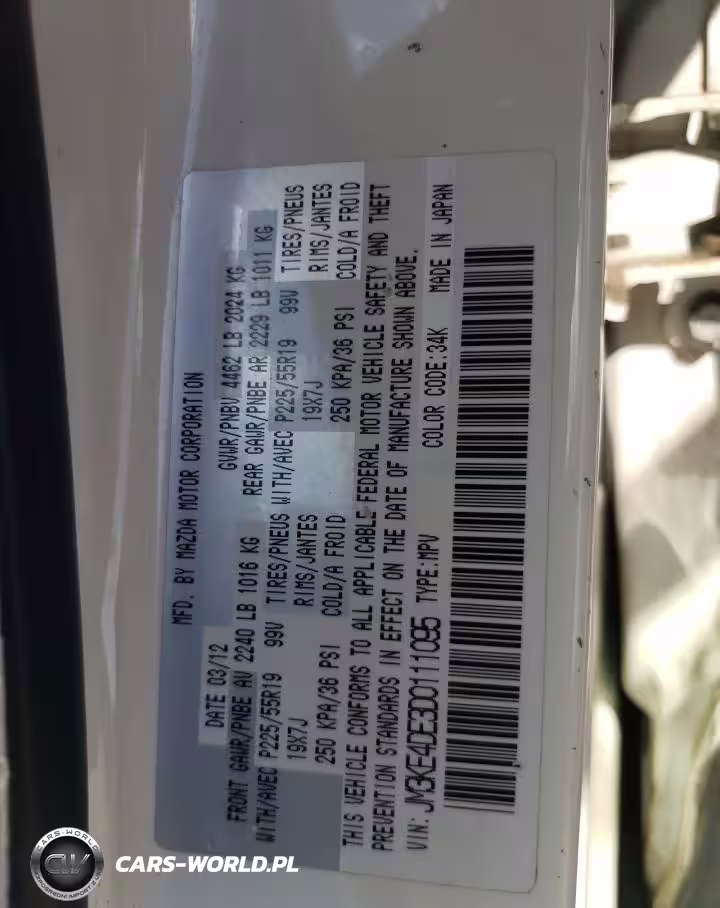 MFD. BY MAZDA MOTOR CORPORATION
DATE 03/12 GVWR/PNBV 4462 LB 2024 KG
FRONT GAWR/PNBE AV 2240 LB 1016 KG REAR GAWR/PNBE AR 2229 LB 1011 KG
WITH/AVEC P225/55R19 99V TIRES/PNEUS WITH/AVEC P225/55R19 99V TIRES/PNEUS
19X7J RIMS/JANTES 19X7J RIMS/JANTES
250 KPA/36 PSI COLD/A FROID 250 KPA/36 PSI COLD/A FROID
THIS VEHICLE CONFORMS TO ALL APPLICABLE FEDERAL MOTOR VEHICLE SAFETY AND THEFT
PREVENTION STANDARDS IN EFFECT ON THE DATE OF MANUFACTURE SHOWN ABOVE.
VIN: JM3KE4DE3D0111095 TYPE:MPV COLOR CODE:34K MADE IN JAPAN
CARS-WORLD
CW
CARS-WORLD.PL